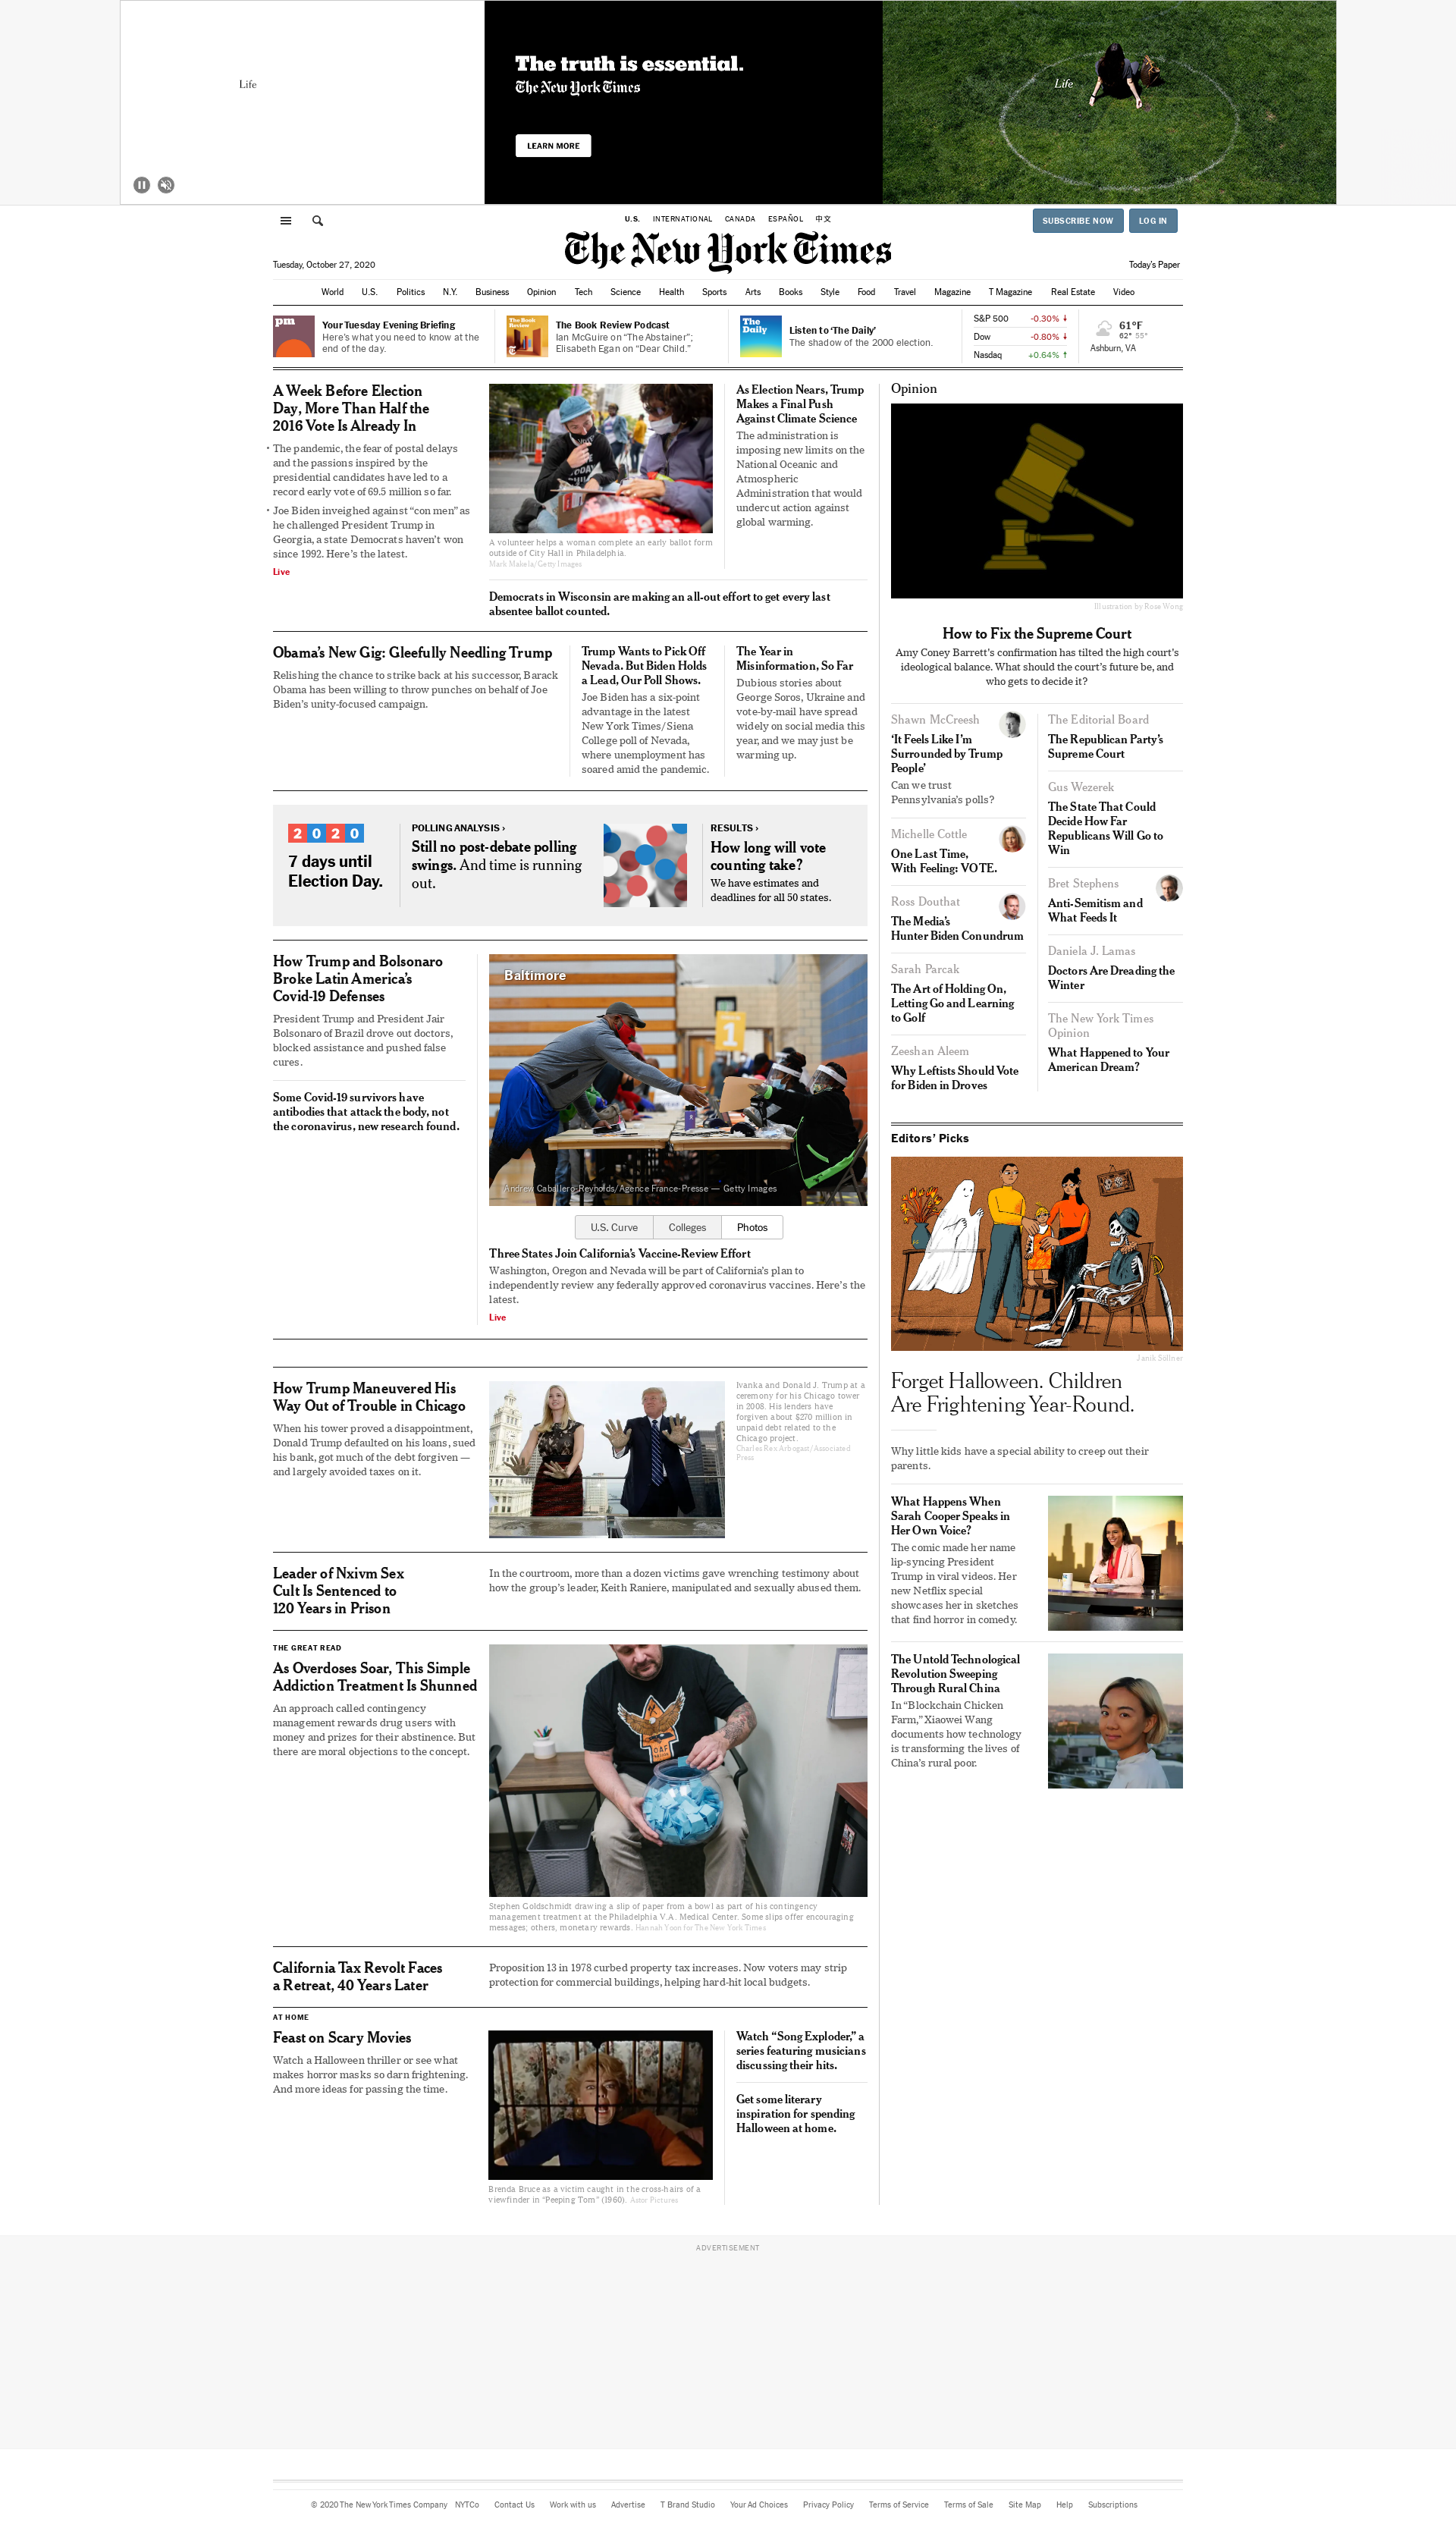 Life
The truth is essential.
The New York Times
LEARN MORE
Life
U.S. INTERNATIONAL CANADA ESPAÑOL 中文
SUBSCRIBE NOW LOG IN
The New York Times
Tuesday, October 27, 2020
Today's Paper
World U.S. Politics N.Y. Business Opinion Tech Science Health Sports Arts Books Style Food Travel Magazine T Magazine Real Estate Video
pm
Your Tuesday Evening Briefing
Here's what you need to know at the
end of the day.
The Book
Review
The Book Review Podcast
Ian McGuire on “The Abstainer”;
Elisabeth Egan on “Dear Child.”
The
Daily
Listen to ‘The Daily’
The shadow of the 2000 election.
S&P 500 -0.30% ↓
Dow -0.80% ↓
Nasdaq +0.64% ↑
61°F
62° 55°
Ashburn, VA
A Week Before Election
Day, More Than Half the
2016 Vote Is Already In
• The pandemic, the fear of postal delays
and the passions inspired by the
presidential candidates have led to a
record early vote of 69.5 million so far.
• Joe Biden inveighed against “con men” as
he challenged President Trump in
Georgia, a state Democrats haven't won
since 1992. Here's the latest.
Live
A volunteer helps a woman complete an early ballot form
outside of City Hall in Philadelphia.
Mark Makela/Getty Images
As Election Nears, Trump
Makes a Final Push
Against Climate Science
The administration is
imposing new limits on the
National Oceanic and
Atmospheric
Administration that would
undercut action against
global warming.
Democrats in Wisconsin are making an all-out effort to get every last
absentee ballot counted.
Obama's New Gig: Gleefully Needling Trump
Relishing the chance to strike back at his successor, Barack
Obama has been willing to throw punches on behalf of Joe
Biden's unity-focused campaign.
Trump Wants to Pick Off
Nevada. But Biden Holds
a Lead, Our Poll Shows.
Joe Biden has a six-point
advantage in the latest
New York Times/Siena
College poll of Nevada,
where unemployment has
soared amid the pandemic.
The Year in
Misinformation, So Far
Dubious stories about
George Soros, Ukraine and
vote-by-mail have spread
widely on social media this
year, and we may just be
warming up.
2020
7 days until
Election Day.
POLLING ANALYSIS ›
Still no post-debate polling
swings. And time is running
out.
RESULTS ›
How long will vote
counting take?
We have estimates and
deadlines for all 50 states.
How Trump and Bolsonaro
Broke Latin America's
Covid-19 Defenses
President Trump and President Jair
Bolsonaro of Brazil drove out doctors,
blocked assistance and pushed false
cures.
Some Covid-19 survivors have
antibodies that attack the body, not
the coronavirus, new research found.
Baltimore
1
Andrew Caballero-Reynolds/Agence France-Presse — Getty Images
U.S. Curve Colleges Photos
Three States Join California's Vaccine-Review Effort
Washington, Oregon and Nevada will be part of California's plan to
independently review any federally approved coronavirus vaccines. Here's the
latest.
Live
How Trump Maneuvered His
Way Out of Trouble in Chicago
When his tower proved a disappointment,
Donald Trump defaulted on his loans, sued
his bank, got much of the debt forgiven —
and largely avoided taxes on it.
Ivanka and Donald J. Trump at a
ceremony for his Chicago tower
in 2008. His lenders have
forgiven about $270 million in
unpaid debt related to the
Chicago project.
Charles Rex Arbogast/Associated
Press
Leader of Nxivm Sex
Cult Is Sentenced to
120 Years in Prison
In the courtroom, more than a dozen victims gave wrenching testimony about
how the group's leader, Keith Raniere, manipulated and sexually abused them.
THE GREAT READ
As Overdoses Soar, This Simple
Addiction Treatment Is Shunned
An approach called contingency
management rewards drug users with
money and prizes for their abstinence. But
there are moral objections to the concept.
Stephen Goldschmidt drawing a slip of paper from a bowl as part of his contingency
management treatment at the Philadelphia V.A. Medical Center. Some slips offer encouraging
messages; others, monetary rewards. Hannah Yoon for The New York Times
California Tax Revolt Faces
a Retreat, 40 Years Later
Proposition 13 in 1978 curbed property tax increases. Now voters may strip
protection for commercial buildings, helping hard-hit local budgets.
AT HOME
Feast on Scary Movies
Watch a Halloween thriller or see what
makes horror masks so darn frightening.
And more ideas for passing the time.
Brenda Bruce as a victim caught in the cross-hairs of a
viewfinder in “Peeping Tom” (1960). Astor Pictures
Watch “Song Exploder,” a
series featuring musicians
discussing their hits.
Get some literary
inspiration for spending
Halloween at home.
Opinion
Illustration by Rose Wong
How to Fix the Supreme Court
Amy Coney Barrett's confirmation has tilted the high court's
ideological balance. What should the court's future be, and
who gets to decide it?
Shawn McCreesh
‘It Feels Like I'm
Surrounded by Trump
People’
Can we trust
Pennsylvania's polls?
Michelle Cottle
One Last Time,
With Feeling: VOTE.
Ross Douthat
The Media's
Hunter Biden Conundrum
Sarah Parcak
The Art of Holding On,
Letting Go and Learning
to Golf
Zeeshan Aleem
Why Leftists Should Vote
for Biden in Droves
The Editorial Board
The Republican Party's
Supreme Court
Gus Wezerek
The State That Could
Decide How Far
Republicans Will Go to
Win
Bret Stephens
Anti-Semitism and
What Feeds It
Daniela J. Lamas
Doctors Are Dreading the
Winter
The New York Times
Opinion
What Happened to Your
American Dream?
Editors' Picks
Janik Söllner
Forget Halloween. Children
Are Frightening Year-Round.
Why little kids have a special ability to creep out their
parents.
What Happens When
Sarah Cooper Speaks in
Her Own Voice?
The comic made her name
lip-syncing President
Trump in viral videos. Her
new Netflix special
showcases her in sketches
that find horror in comedy.
The Untold Technological
Revolution Sweeping
Through Rural China
In “Blockchain Chicken
Farm,” Xiaowei Wang
documents how technology
is transforming the lives of
China's rural poor.
ADVERTISEMENT
© 2020 The New York Times Company NYTCo Contact Us Work with us Advertise T Brand Studio Your Ad Choices Privacy Policy Terms of Service Terms of Sale Site Map Help Subscriptions